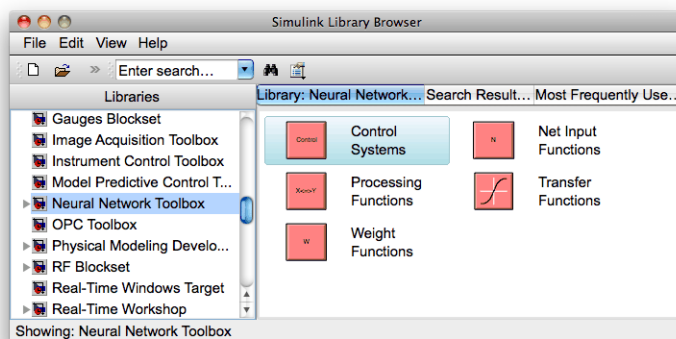 Simulink Library Browser
File Edit View Help
» Enter search...
Libraries
Library: Neural Network... Search Result... Most Frequently Use...
Gauges Blockset
Image Acquisition Toolbox
Instrument Control Toolbox
Model Predictive Control T...
Neural Network Toolbox
OPC Toolbox
Physical Modeling Develo...
RF Blockset
Real-Time Windows Target
Real-Time Workshop
Control
Control
Systems
N
Net Input
Functions
X<=>Y
Processing
Functions
Transfer
Functions
W
Weight
Functions
Showing: Neural Network Toolbox